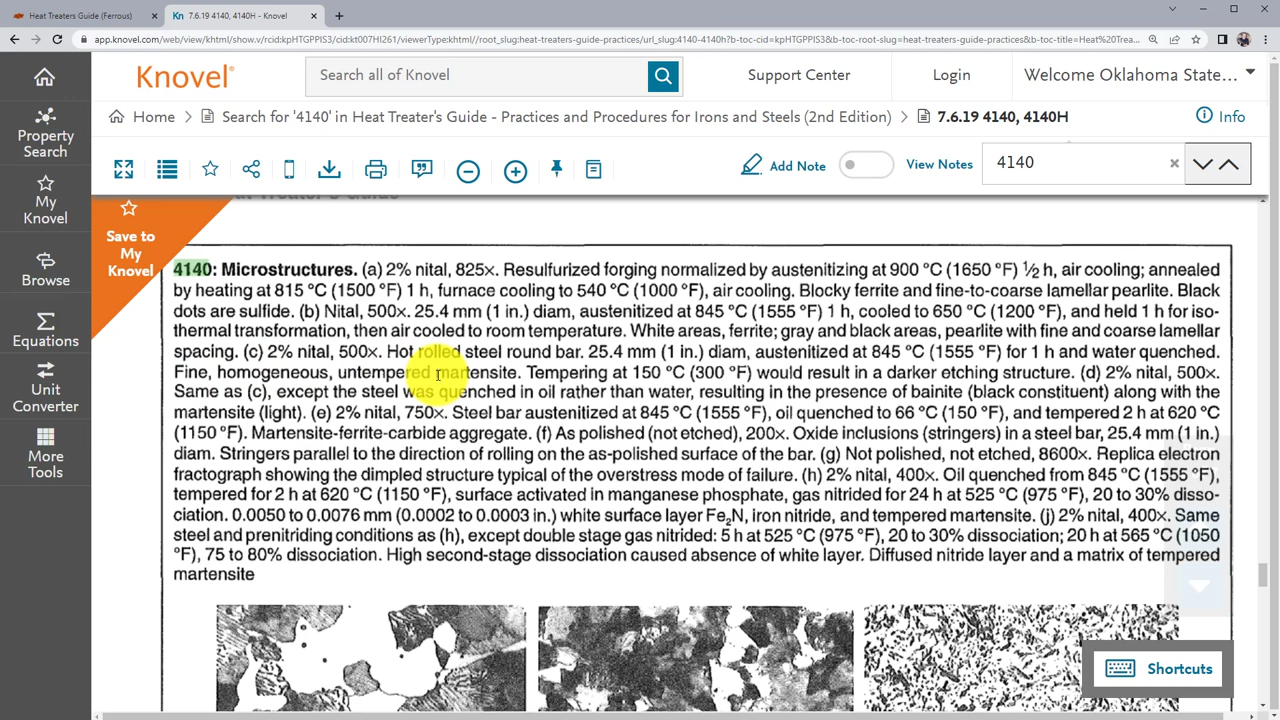 Heat Treaters Guide (Ferrous)
Kn 7.6.19 4140, 4140H - Knovel
app.knovel.com/web/view/khtml/show.v/rcid:kpHTGPPIS3/cid:kt007HI261/viewerType:khtml//root_slug:heat-treaters-guide-practices/url_slug:4140-4140h?b-toc-cid=kpHTGPPIS3&b-toc-root-slug=heat-treaters-guide-practices&b-toc-title=Heat%20Trea...
Knovel®
Search all of Knovel
Support Center
Login
Welcome Oklahoma State...
Home
Search for '4140' in Heat Treater's Guide - Practices and Procedures for Irons and Steels (2nd Edition)
7.6.19 4140, 4140H
Info
Add Note
View Notes
4140
Property
Search
My
Knovel
Browse
Equations
Unit
Converter
More
Tools
Save to
My
Knovel
4140: Microstructures. (a) 2% nital, 825x. Resulfurized forging normalized by austenitizing at 900 °C (1650 °F) ½ h, air cooling; annealed
by heating at 815 °C (1500 °F) 1 h, furnace cooling to 540 °C (1000 °F), air cooling. Blocky ferrite and fine-to-coarse lamellar pearlite. Black
dots are sulfide. (b) Nital, 500x. 25.4 mm (1 in.) diam, austenitized at 845 °C (1555 °F) 1 h, cooled to 650 °C (1200 °F), and held 1 h for iso-
thermal transformation, then air cooled to room temperature. White areas, ferrite; gray and black areas, pearlite with fine and coarse lamellar
spacing. (c) 2% nital, 500x. Hot rolled steel round bar. 25.4 mm (1 in.) diam, austenitized at 845 °C (1555 °F) for 1 h and water quenched.
Fine, homogeneous, untempered martensite. Tempering at 150 °C (300 °F) would result in a darker etching structure. (d) 2% nital, 500x.
Same as (c), except the steel was quenched in oil rather than water, resulting in the presence of bainite (black constituent) along with the
martensite (light). (e) 2% nital, 750x. Steel bar austenitized at 845 °C (1555 °F), oil quenched to 66 °C (150 °F), and tempered 2 h at 620 °C
(1150 °F). Martensite-ferrite-carbide aggregate. (f) As polished (not etched), 200x. Oxide inclusions (stringers) in a steel bar, 25.4 mm (1 in.)
diam. Stringers parallel to the direction of rolling on the as-polished surface of the bar. (g) Not polished, not etched, 8600x. Replica electron
fractograph showing the dimpled structure typical of the overstress mode of failure. (h) 2% nital, 400x. Oil quenched from 845 °C (1555 °F),
tempered for 2 h at 620 °C (1150 °F), surface activated in manganese phosphate, gas nitrided for 24 h at 525 °C (975 °F), 20 to 30% disso-
ciation. 0.0050 to 0.0076 mm (0.0002 to 0.0003 in.) white surface layer Fe₂N, iron nitride, and tempered martensite. (j) 2% nital, 400x. Same
steel and prenitriding conditions as (h), except double stage gas nitrided: 5 h at 525 °C (975 °F), 20 to 30% dissociation; 20 h at 565 °C (1050
°F), 75 to 80% dissociation. High second-stage dissociation caused absence of white layer. Diffused nitride layer and a matrix of tempered
martensite
Shortcuts